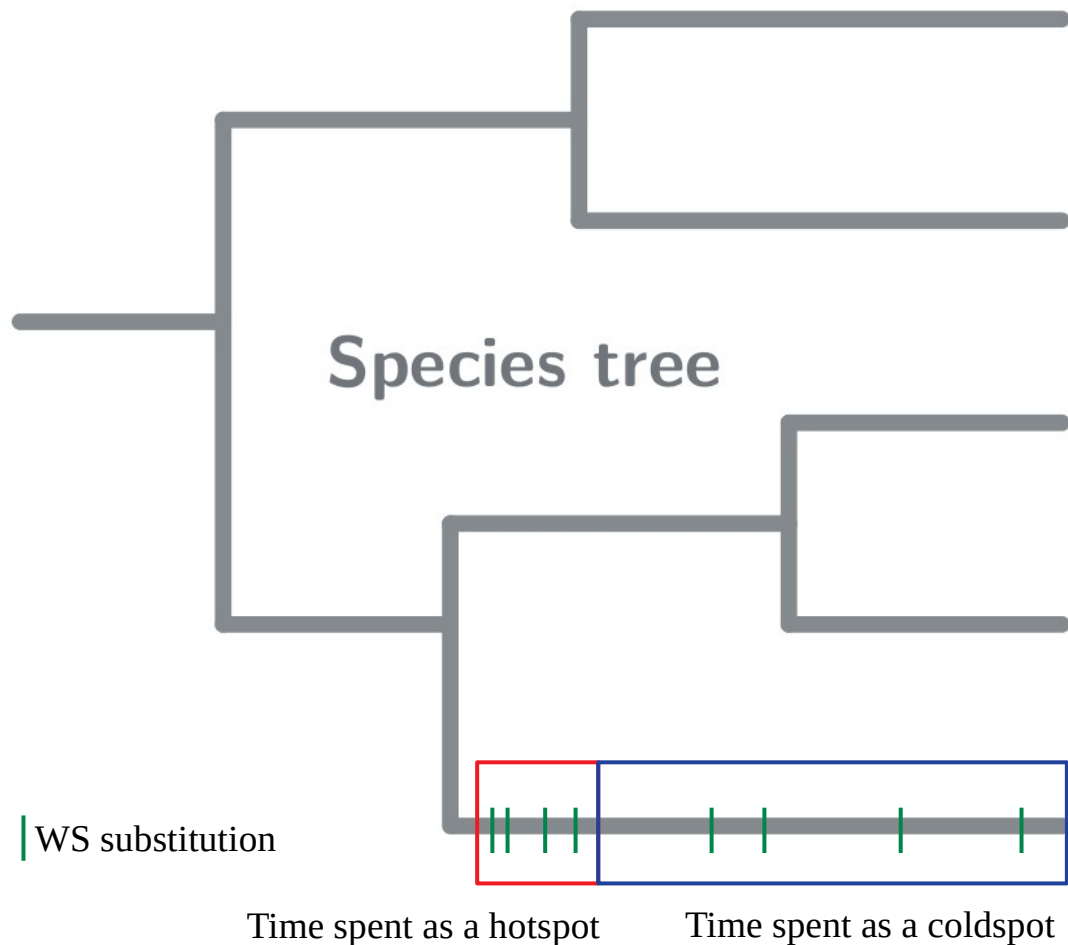 Species tree
WS substitution
Time spent as a hotspot
Time spent as a coldspot